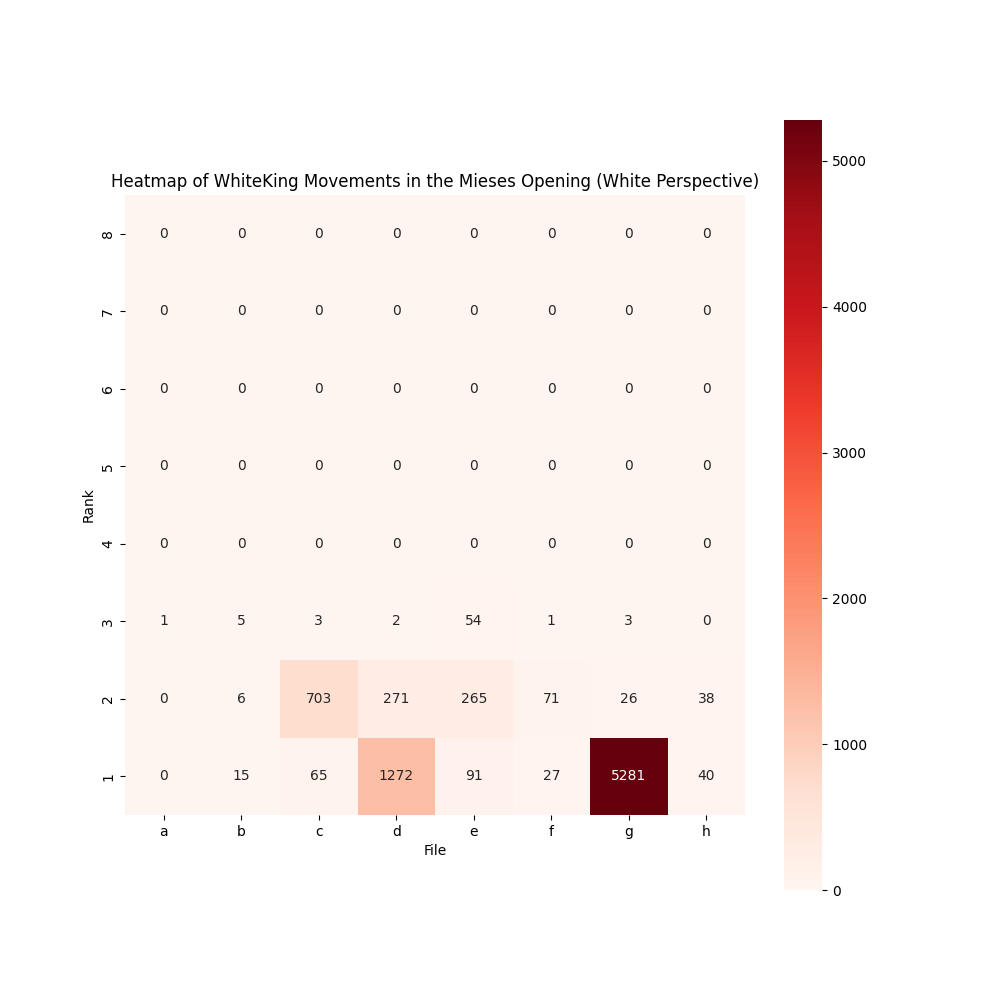 Heatmap of WhiteKing Movements in the Mieses Opening (White Perspective)
8 0 0 0 0 0 0 0 0
7 0 0 0 0 0 0 0 0
6 0 0 0 0 0 0 0 0
5 0 0 0 0 0 0 0 0
Rank
4 0 0 0 0 0 0 0 0
3 1 5 3 2 54 1 3 0
2 0 6 703 271 265 71 26 38
1 0 15 65 1272 91 27 5281 40
a b c d e f g h
File
5000
4000
3000
2000
1000
0